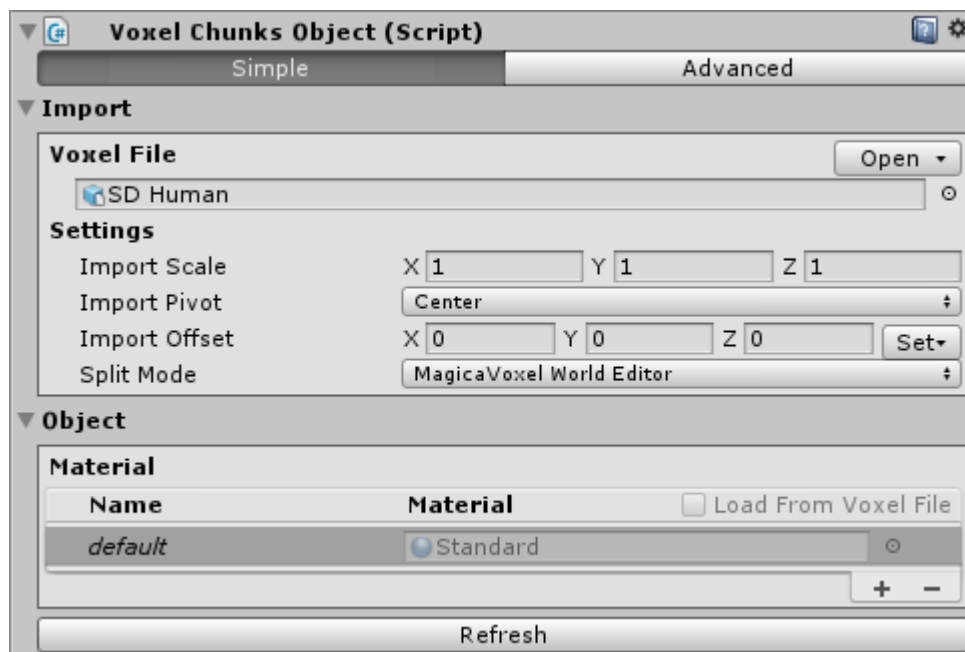 Voxel Chunks Object (Script)
Simple Advanced
Import
Voxel File Open
SD Human
Settings
Import Scale X 1 Y 1 Z 1
Import Pivot Center
Import Offset X 0 Y 0 Z 0 Set
Split Mode MagicaVoxel World Editor
Object
Material
Name Material Load From Voxel File
default Standard
+ −
Refresh